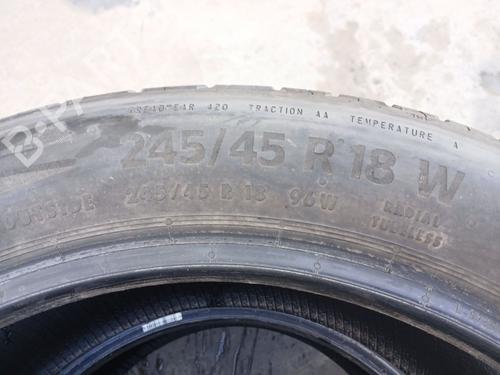 TREADWEAR 420 TRACTION AA TEMPERATURE A
245/45 R 18 W
OUTSIDE 245/45 R 18 96W RADIAL TUBELESS